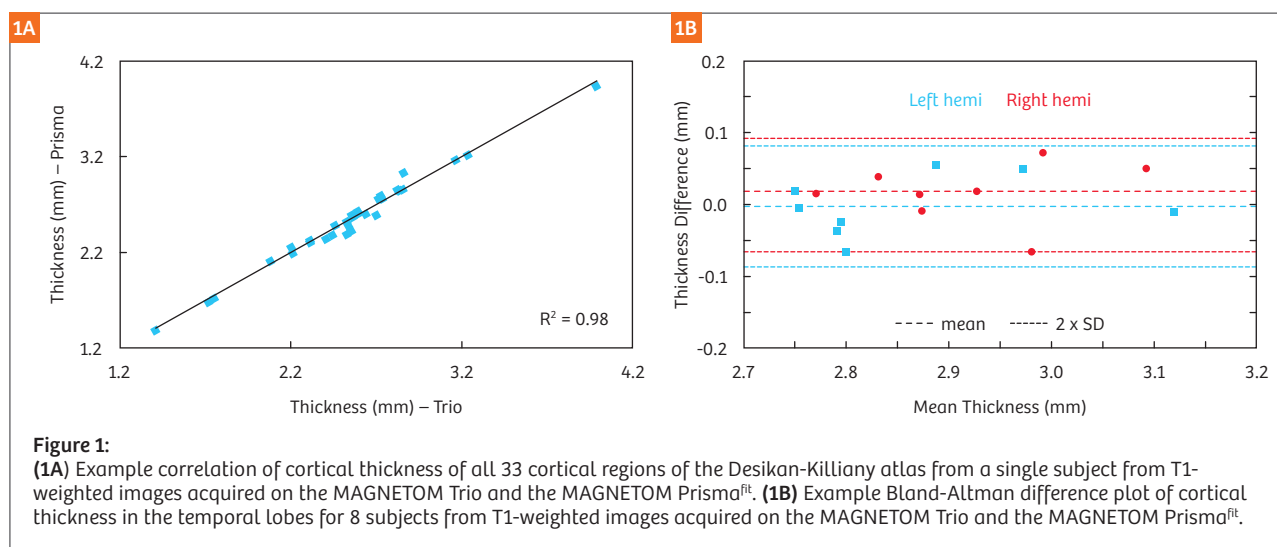 1A
4.2
3.2
2.2
1.2
Thickness (mm) – Prisma
R² = 0.98
1.2 2.2 3.2 4.2
Thickness (mm) – Trio
1B
0.2
0.1
0.0
-0.1
-0.2
Thickness Difference (mm)
Left hemi Right hemi
mean 2 x SD
2.7 2.8 2.9 3.0 3.1 3.2
Mean Thickness (mm)
Figure 1:
(1A) Example correlation of cortical thickness of all 33 cortical regions of the Desikan-Killiany atlas from a single subject from T1-
weighted images acquired on the MAGNETOM Trio and the MAGNETOM Prismaᶠⁱᵗ. (1B) Example Bland-Altman difference plot of cortical
thickness in the temporal lobes for 8 subjects from T1-weighted images acquired on the MAGNETOM Trio and the MAGNETOM Prismaᶠⁱᵗ.